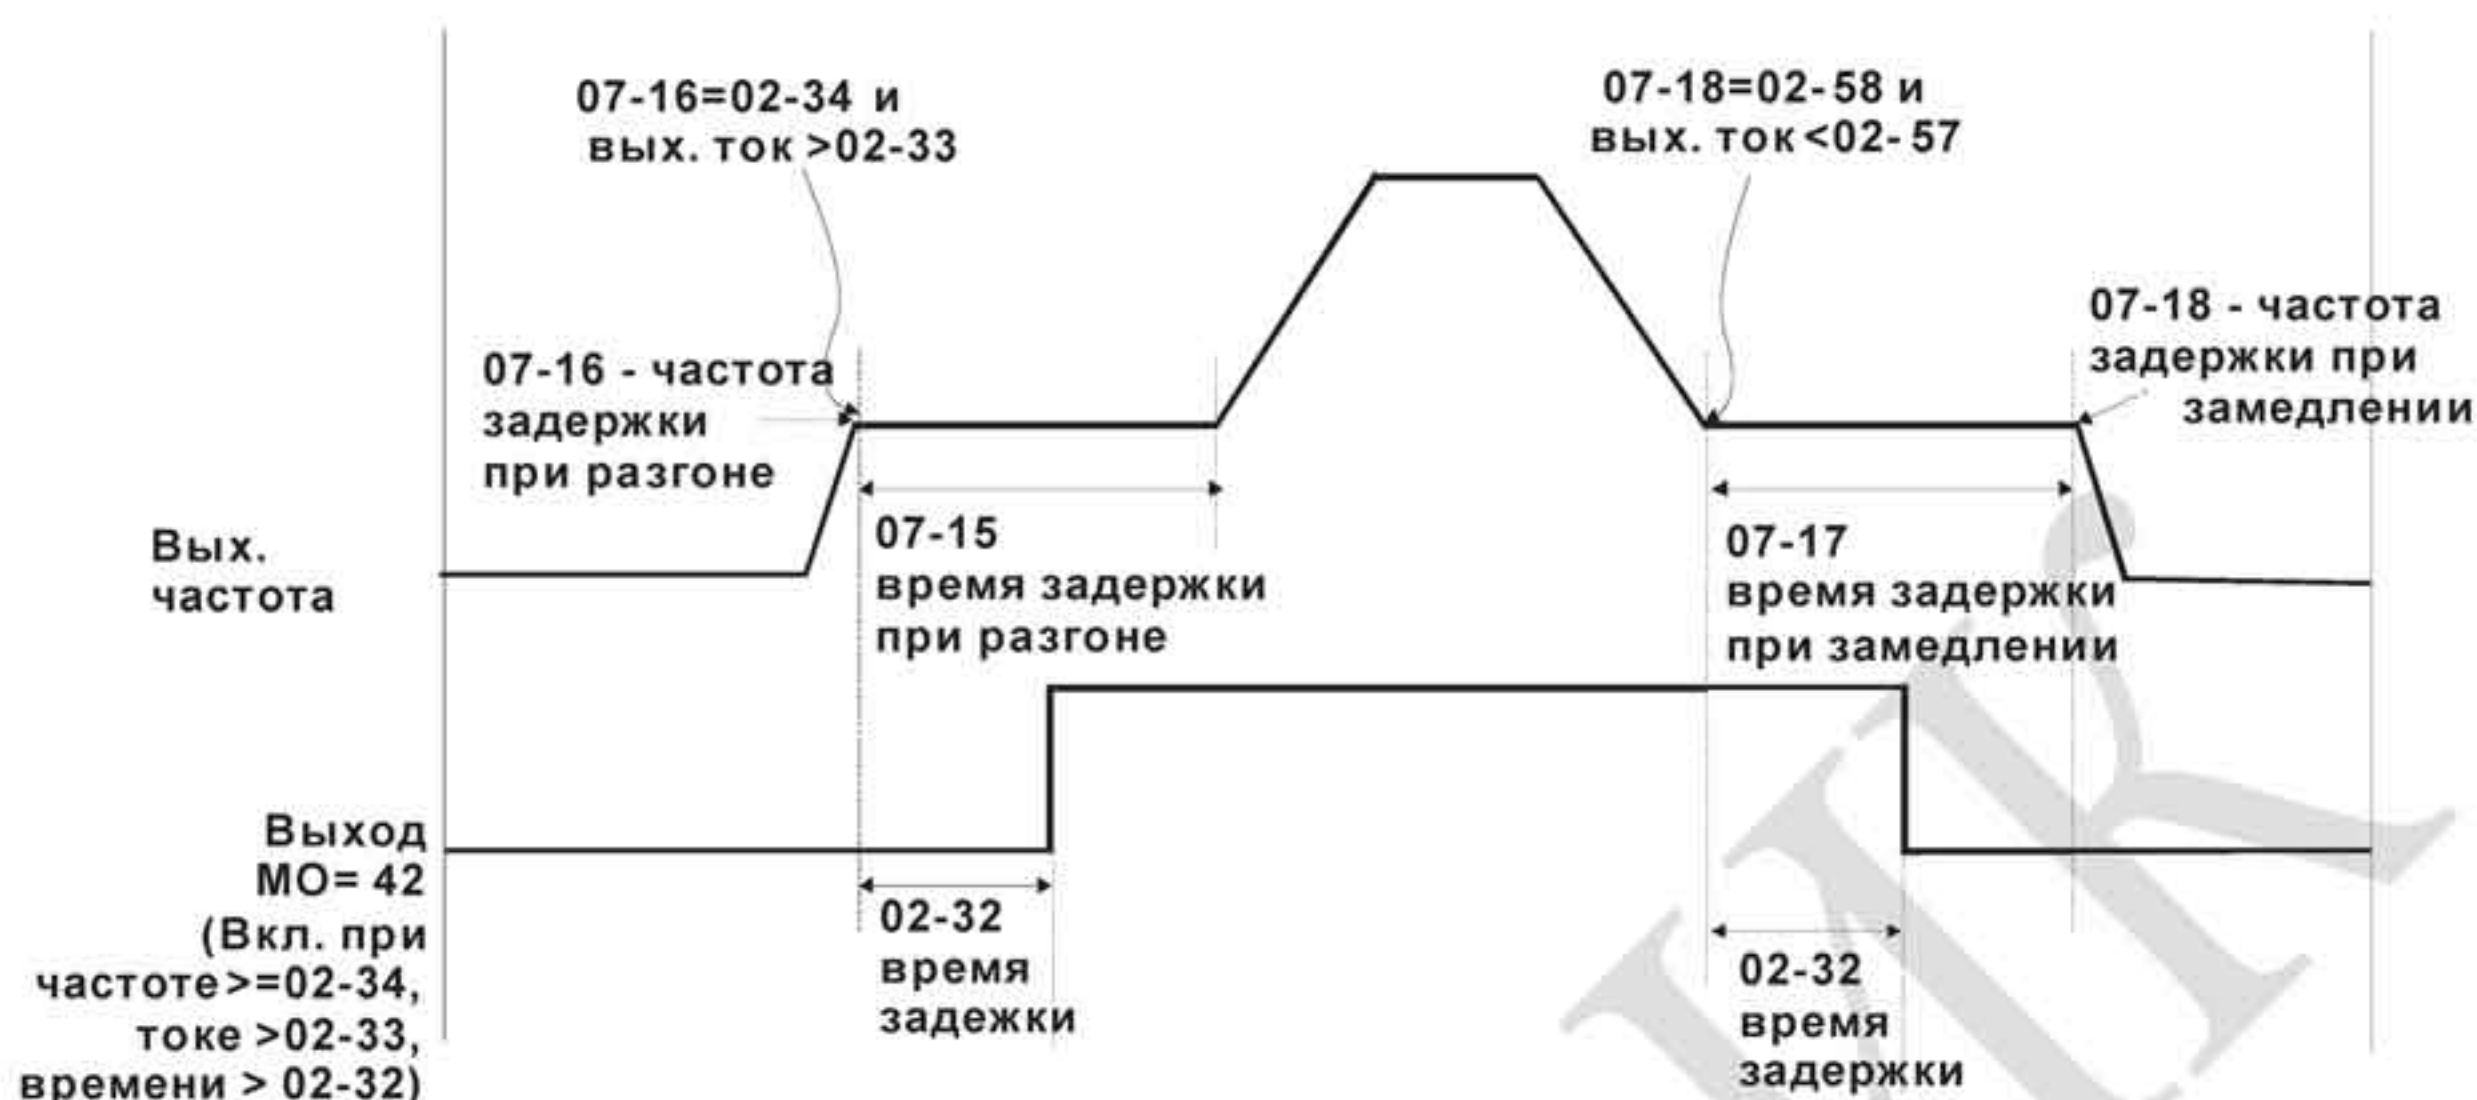 07-16=02-34 и
вых. ток >02-33
07-18=02-58 и
вых. ток<02-57
07-16 - частота
задержки
при разгоне
07-18 - частота
задержки при
замедлении
Вых.
частота
07-15
время задержки
при разгоне
07-17
время задержки
при замедлении
Выход
МО= 42
(Вкл. при
частоте>=02-34,
токе >02-33,
времени > 02-32)
02-32
время
задежки
02-32
время
задержки